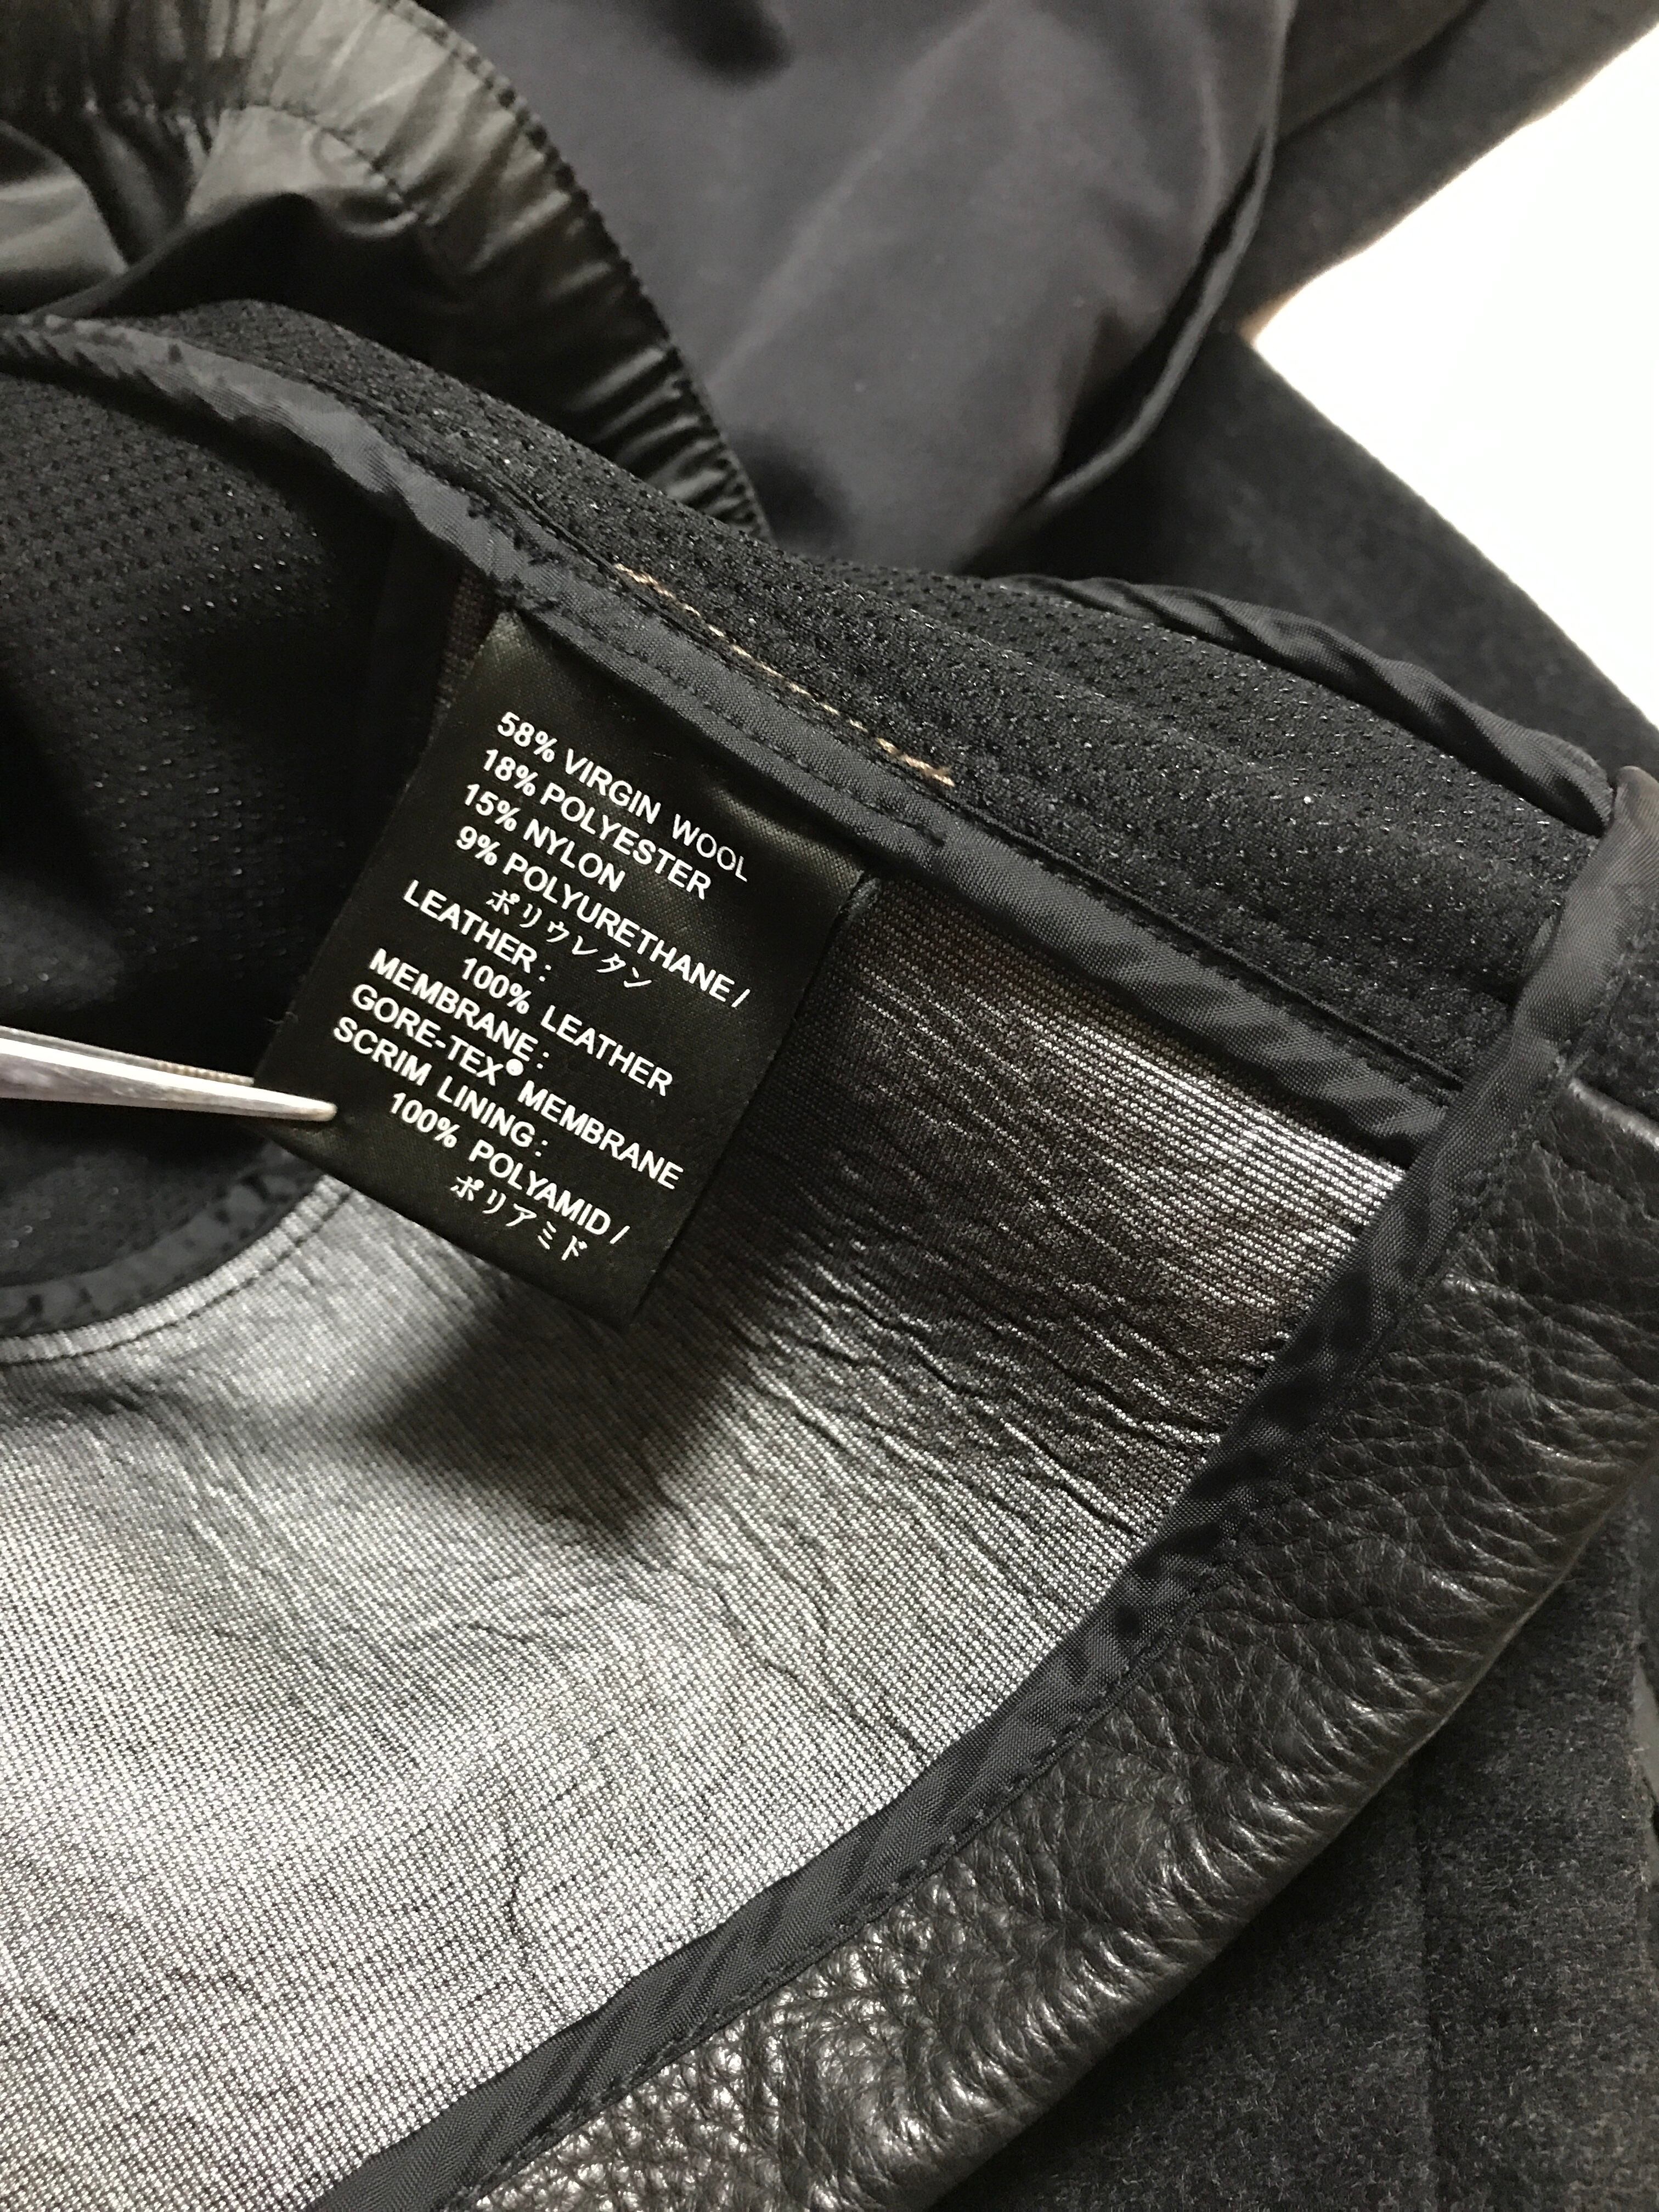 58% VIRGIN WOOL
18% POLYESTER
15% NYLON
9% POLYURETHANE/
ポリウレタン
LEATHER:
100% LEATHER
MEMBRANE:
GORE-TEX® MEMBRANE
SCRIM LINING:
100% POLYAMID/
ポリアミド